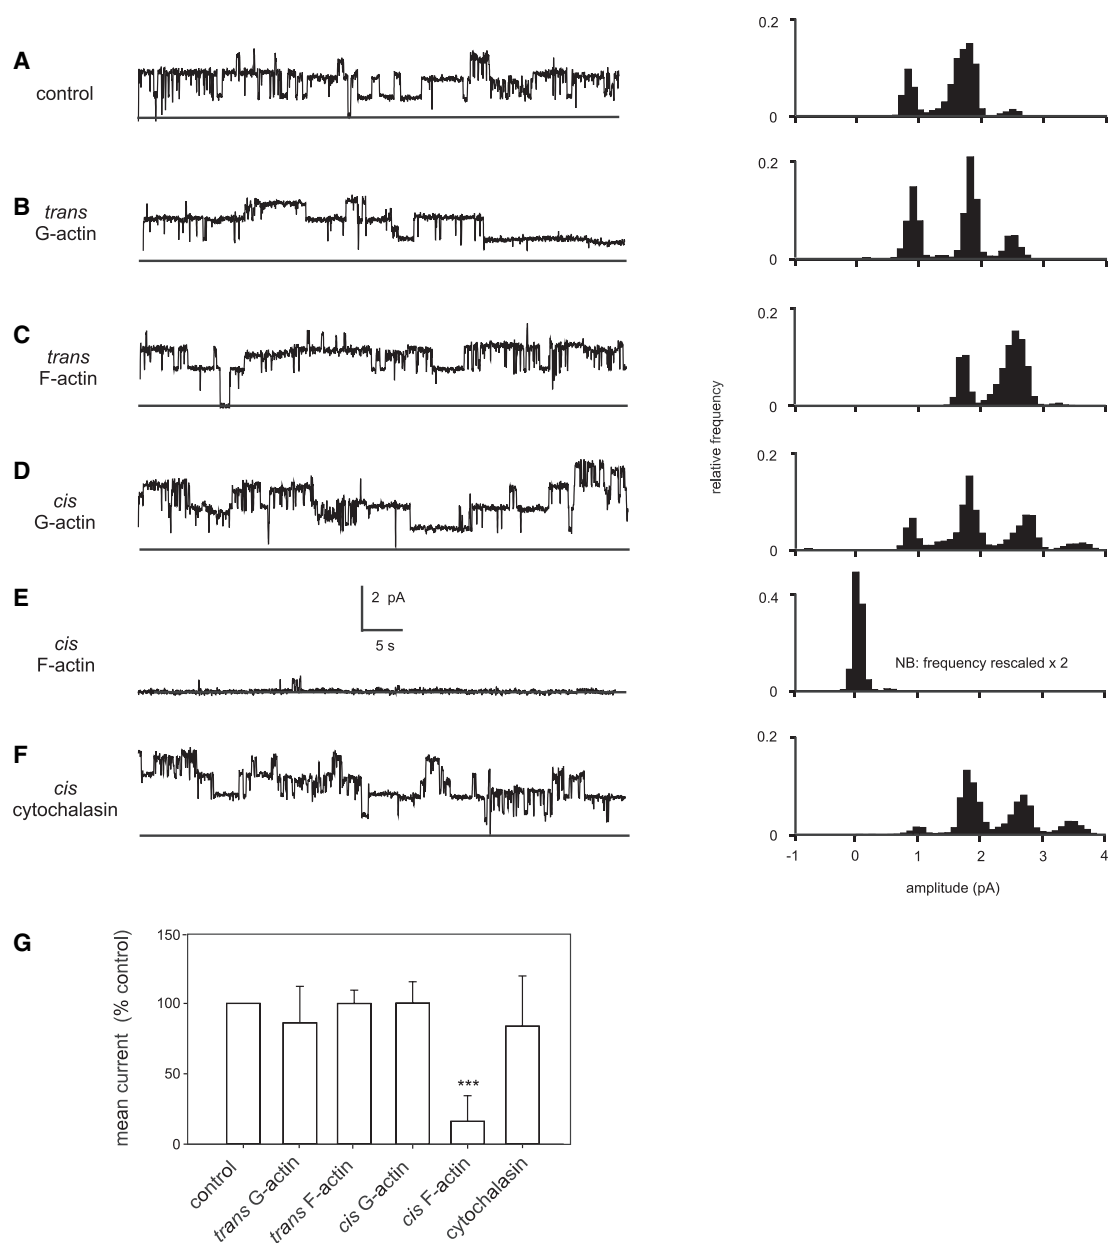 A
control
0.2
0
B
trans
G-actin
0.2
0
C
trans
F-actin
0.2
0
relative frequency
D
cis
G-actin
0.2
0
E
cis
F-actin
2 pA
5 s
0.4
0
NB: frequency rescaled x 2
F
cis
cytochalasin
0.2
0
-1 0 1 2 3 4
amplitude (pA)
G
mean current (% control)
150
100
50
0
***
control
trans G-actin
trans F-actin
cis G-actin
cis F-actin
cytochalasin